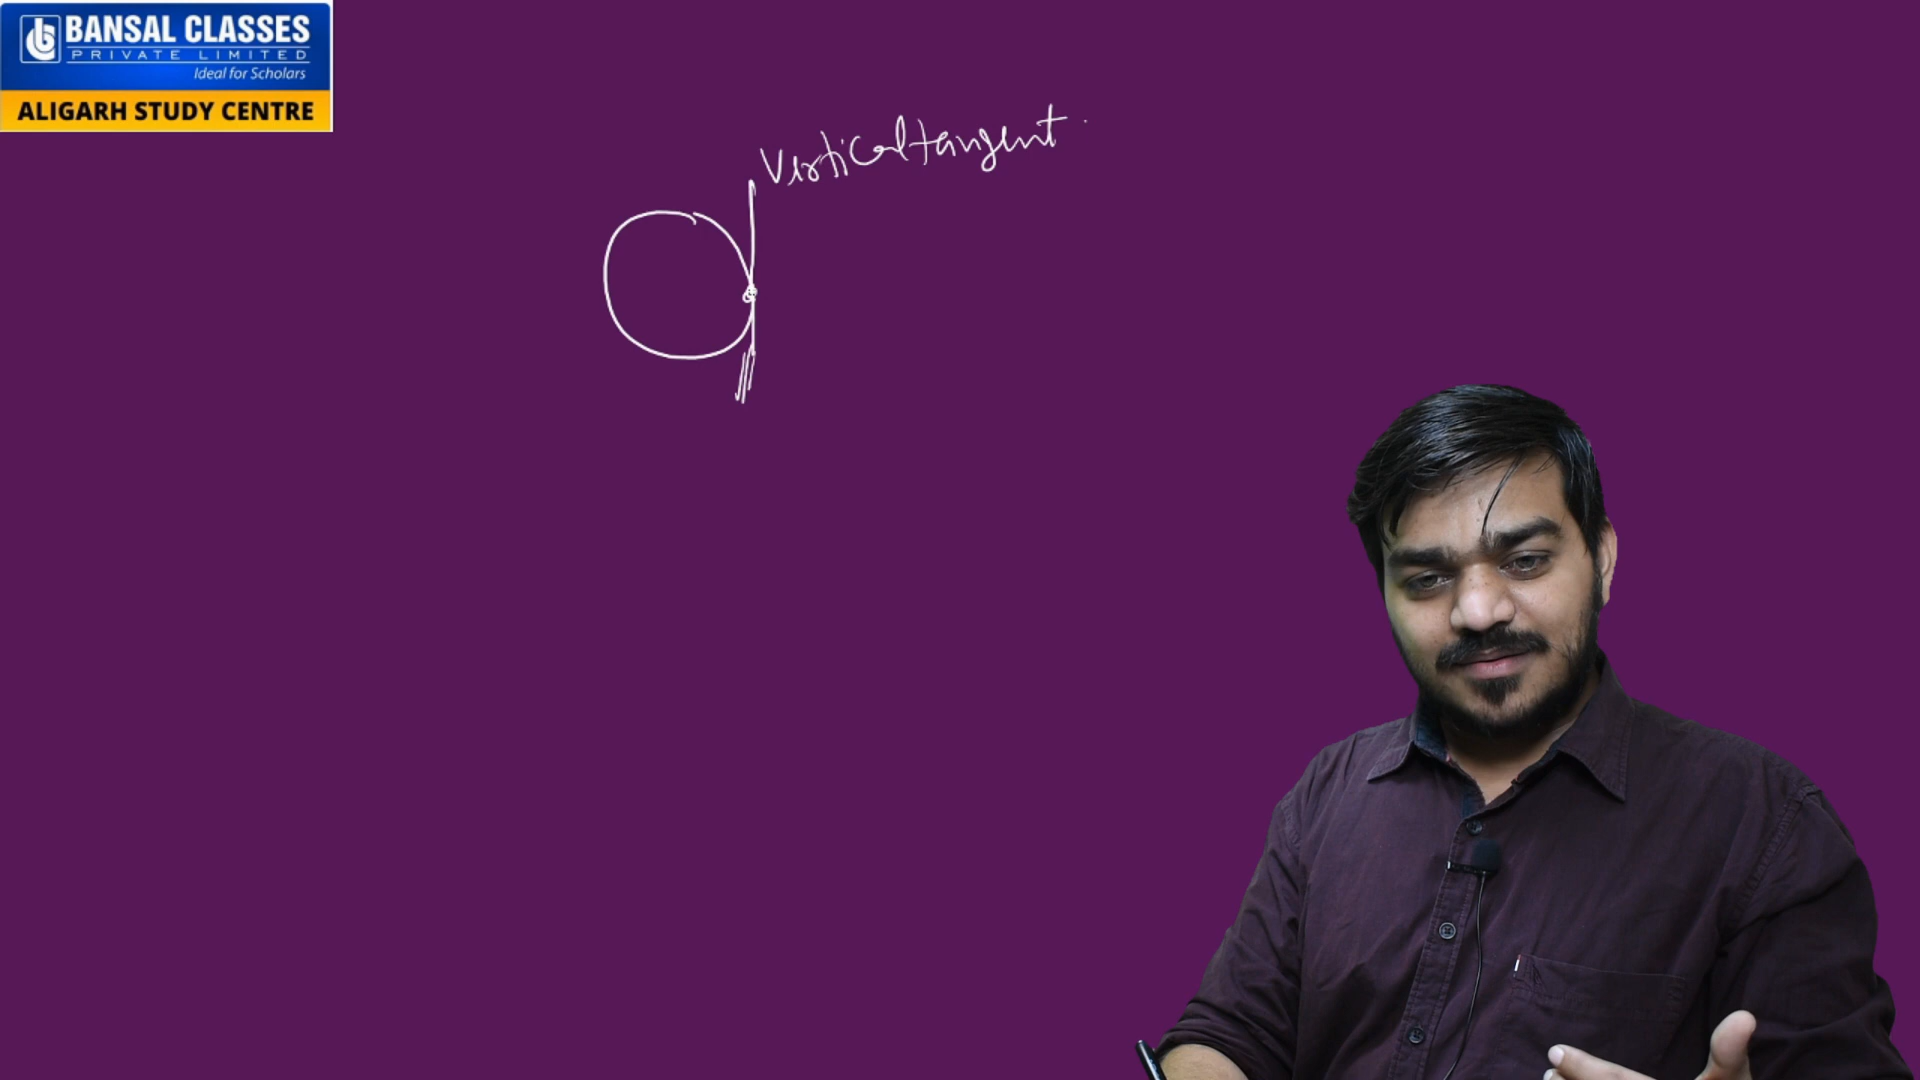 BANSAL CLASSES
PRIVATE LIMITED
Ideal for Scholars
ALIGARH STUDY CENTRE
Vertical tangent.